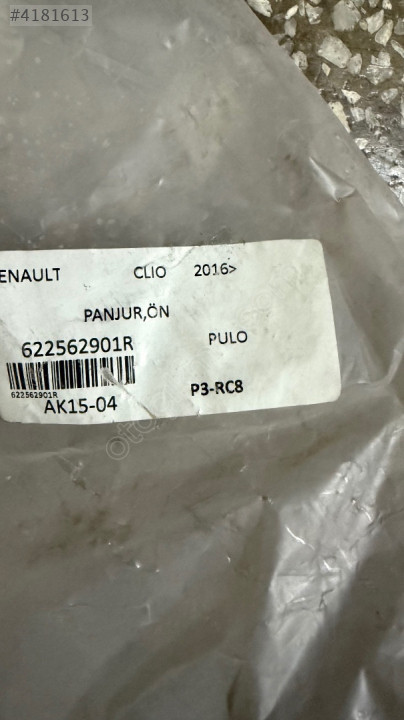 #4181613
ENAULT CLIO 2016>
PANJUR,ÖN
622562901R PULO
622562901R
AK15-04 P3-RC8